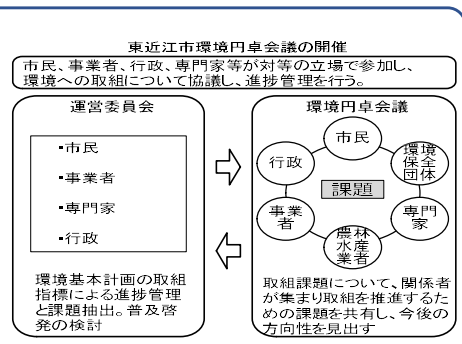 東近江市環境円卓会議の開催
市民、事業者、行政、専門家等が対等の立場で参加し、
環境への取組について協議し、進捗管理を行う。
運営委員会
・市民
・事業者
・専門家
・行政
環境基本計画の取組
指標による進捗管理
と課題抽出。普及啓
発の検討
環境円卓会議
市民
環境
保全
団体
専門
家
農林
水産
業者
事業
者
行政
課題
取組課題について、関係者
が集まり取組を推進するた
めの課題を共有し、今後の
方向性を見出す